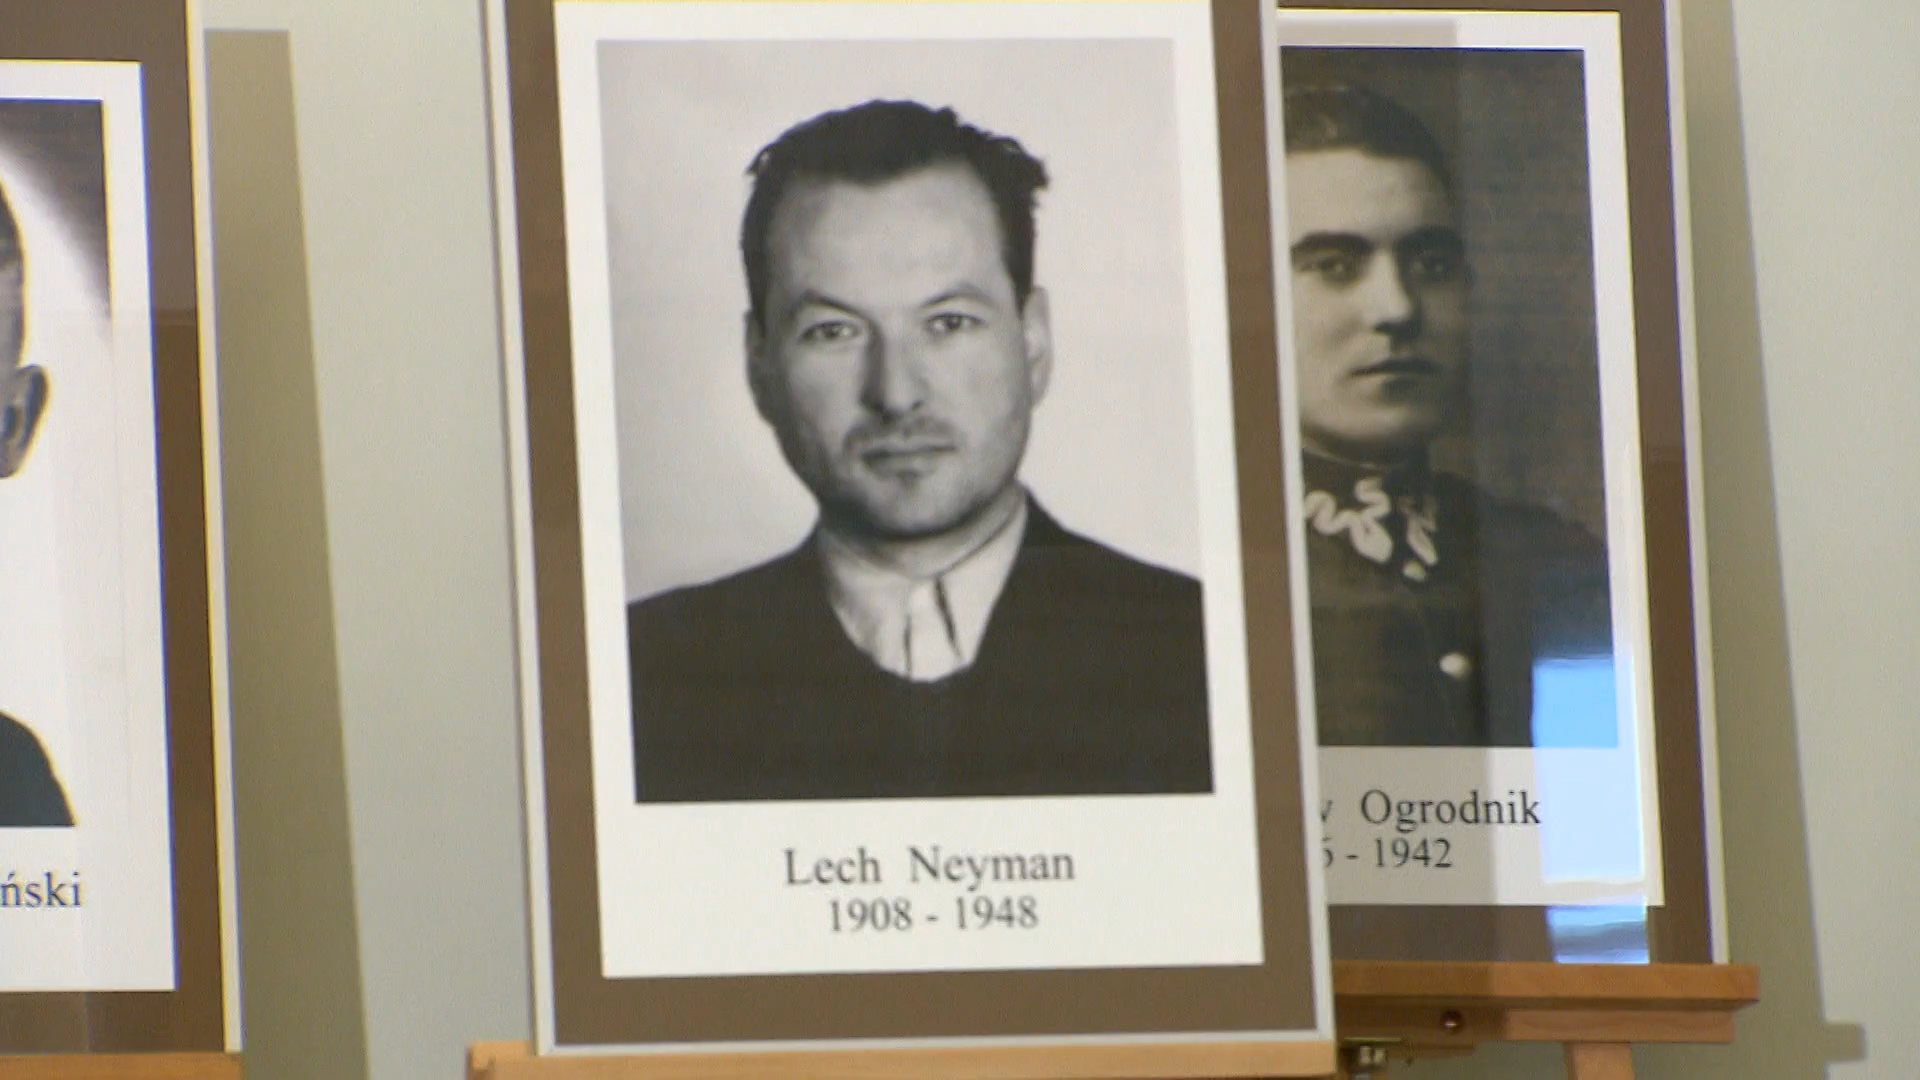 ński
Lech Neyman
1908 - 1948
Ogrodnik
- 1942